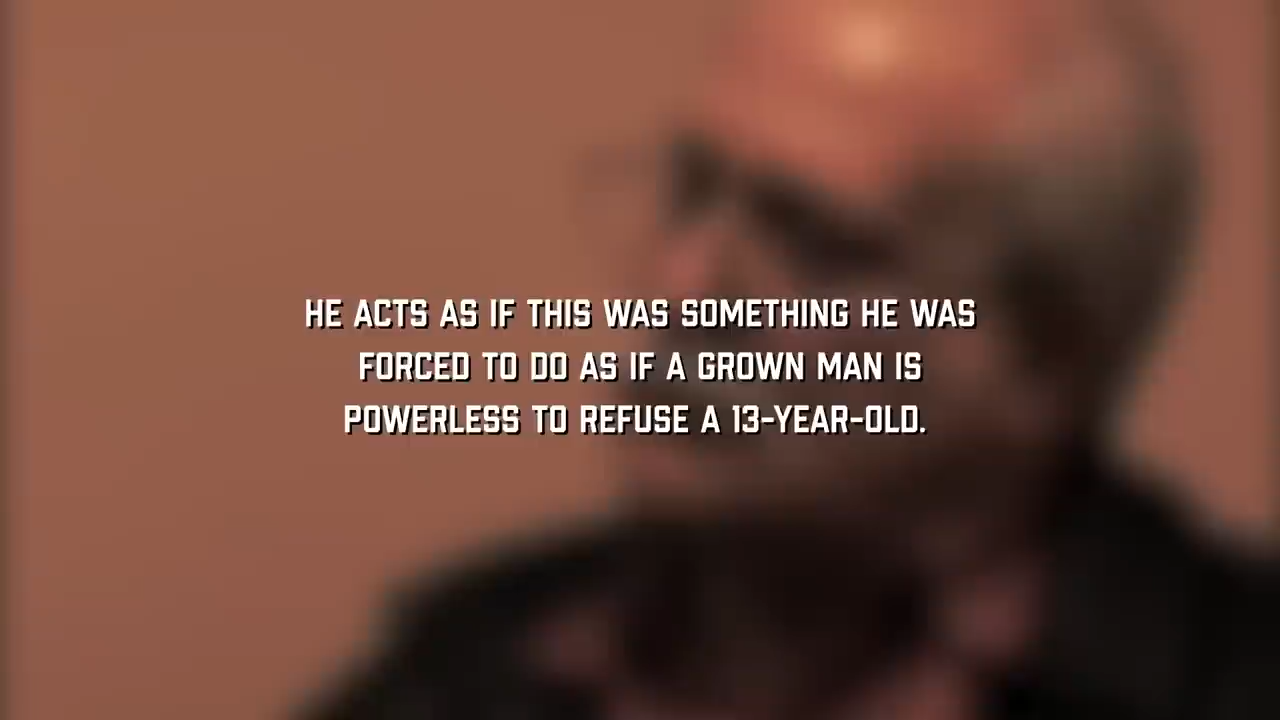 HE ACTS AS IF THIS WAS SOMETHING HE WAS
FORCED TO DO AS IF A GROWN MAN IS
POWERLESS TO REFUSE A 13-YEAR-OLD.